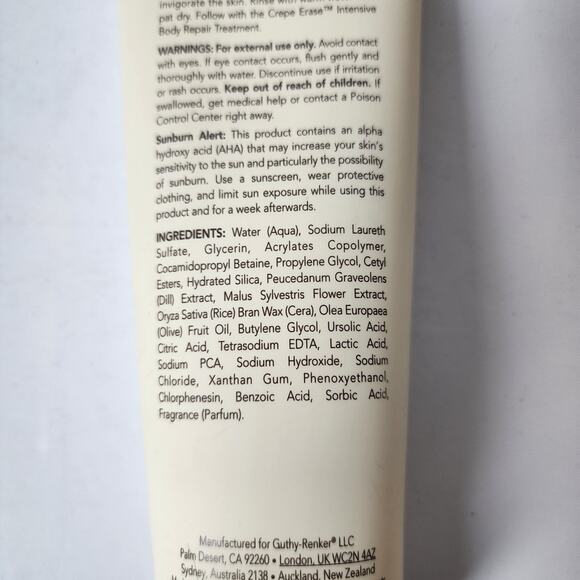 invigorate the skin. Rinse with warm
pat dry. Follow with the Crepe Erase™ Intensive
Body Repair Treatment.
WARNINGS: For external use only. Avoid contact
with eyes. If eye contact occurs, flush gently and
thoroughly with water. Discontinue use if irritation
or rash occurs. Keep out of reach of children. If
swallowed, get medical help or contact a Poison
Control Center right away.
Sunburn Alert: This product contains an alpha
hydroxy acid (AHA) that may increase your skin's
sensitivity to the sun and particularly the possibility
of sunburn. Use a sunscreen, wear protective
clothing, and limit sun exposure while using this
product and for a week afterwards.
INGREDIENTS: Water (Aqua), Sodium Laureth
Sulfate, Glycerin, Acrylates Copolymer,
Cocamidopropyl Betaine, Propylene Glycol, Cetyl
Esters, Hydrated Silica, Peucedanum Graveolens
(Dill) Extract, Malus Sylvestris Flower Extract,
Oryza Sativa (Rice) Bran Wax (Cera), Olea Europaea
(Olive) Fruit Oil, Butylene Glycol, Ursolic Acid,
Citric Acid, Tetrasodium EDTA, Lactic Acid,
Sodium PCA, Sodium Hydroxide, Sodium
Chloride, Xanthan Gum, Phenoxyethanol,
Chlorphenesin, Benzoic Acid, Sorbic Acid,
Fragrance (Parfum).
Manufactured for Guthy-Renker® LLC
Palm Desert, CA 92260 • London, UK WC2N 4AZ
Sydney, Australia 2138 • Auckland, New Zealand